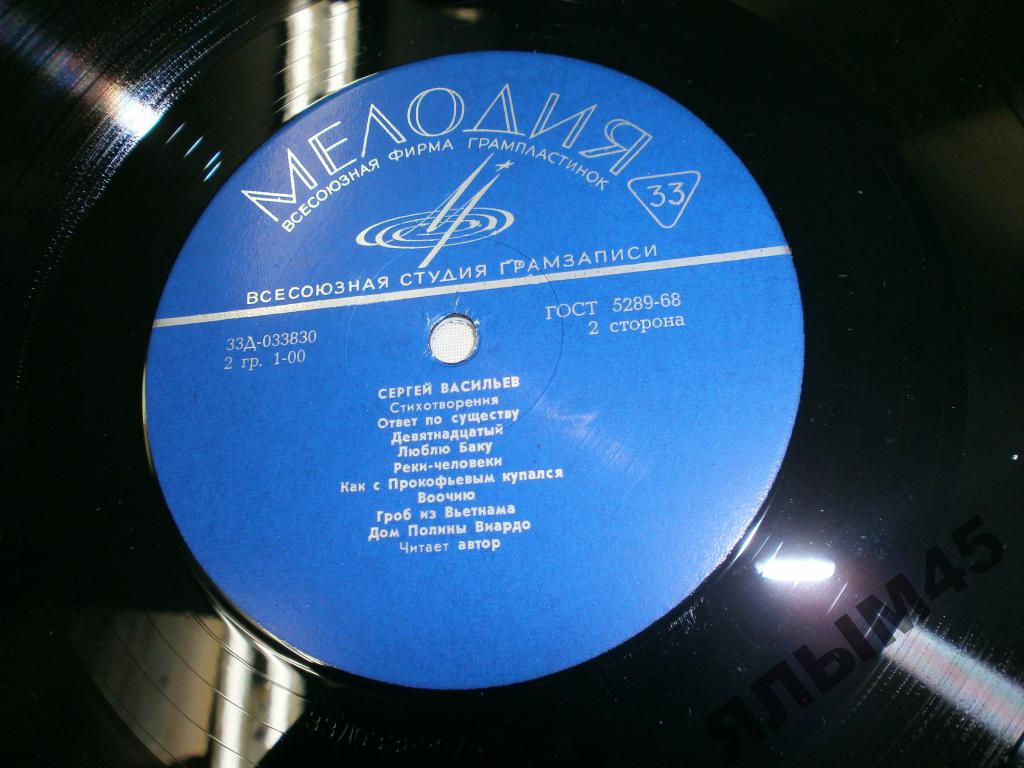 МЕЛОДИЯ
ВСЕСОЮЗНАЯ ФИРМА ГРАМПЛАСТИНОК
33
ВСЕСОЮЗНАЯ СТУДИЯ ГРАМЗАПИСИ
33Д-033830
2 гр. 1-00
ГОСТ 5289-68
2 сторона
СЕРГЕЙ ВАСИЛЬЕВ
Стихотворения
Ответ по существу
Девятнадцатый
Люблю Баку
Реки-человеки
Как с Прокофьевым купался
Воочию
Гроб из Вьетнама
Дом Полины Виардо
Читает автор
ЯЛЫМ45